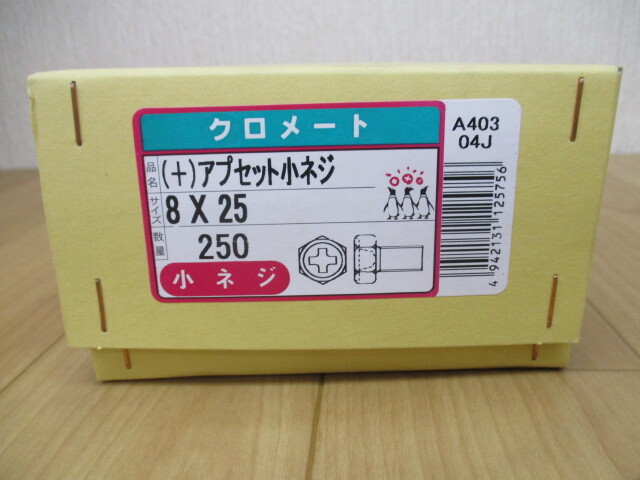 クロメート
品名 (+)アプセット小ネジ
サイズ 8 X 25
数量 250
小ネジ
A403
04J
4 942131 125756